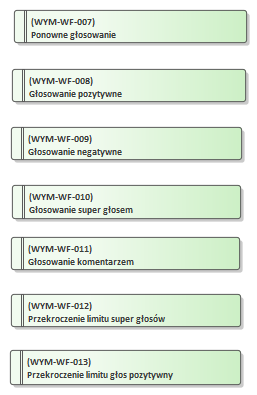 (WYM-WF-007)
Ponowne głosowanie
(WYM-WF-008)
Głosowanie pozytywne
(WYM-WF-009)
Głosowanie negatywne
(WYM-WF-010)
Głosowanie super głosem
(WYM-WF-011)
Głosowanie komentarzem
(WYM-WF-012)
Przekroczenie limitu super głosów
(WYM-WF-013)
Przekroczenie limitu głos pozytywny